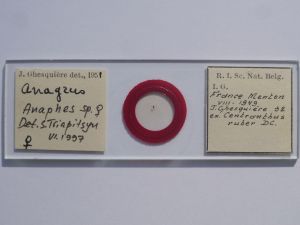 J. Ghesquière det., 1951
Anagrus
Anaphes sp. ♀
Det. S. Triapitsyn
VI. 1997
♀
R. I. Sc. Nat. Belg.
I. G.
France Menton
VIII-1949
J. Ghesquière
ex. Centranthus
ruber DC.